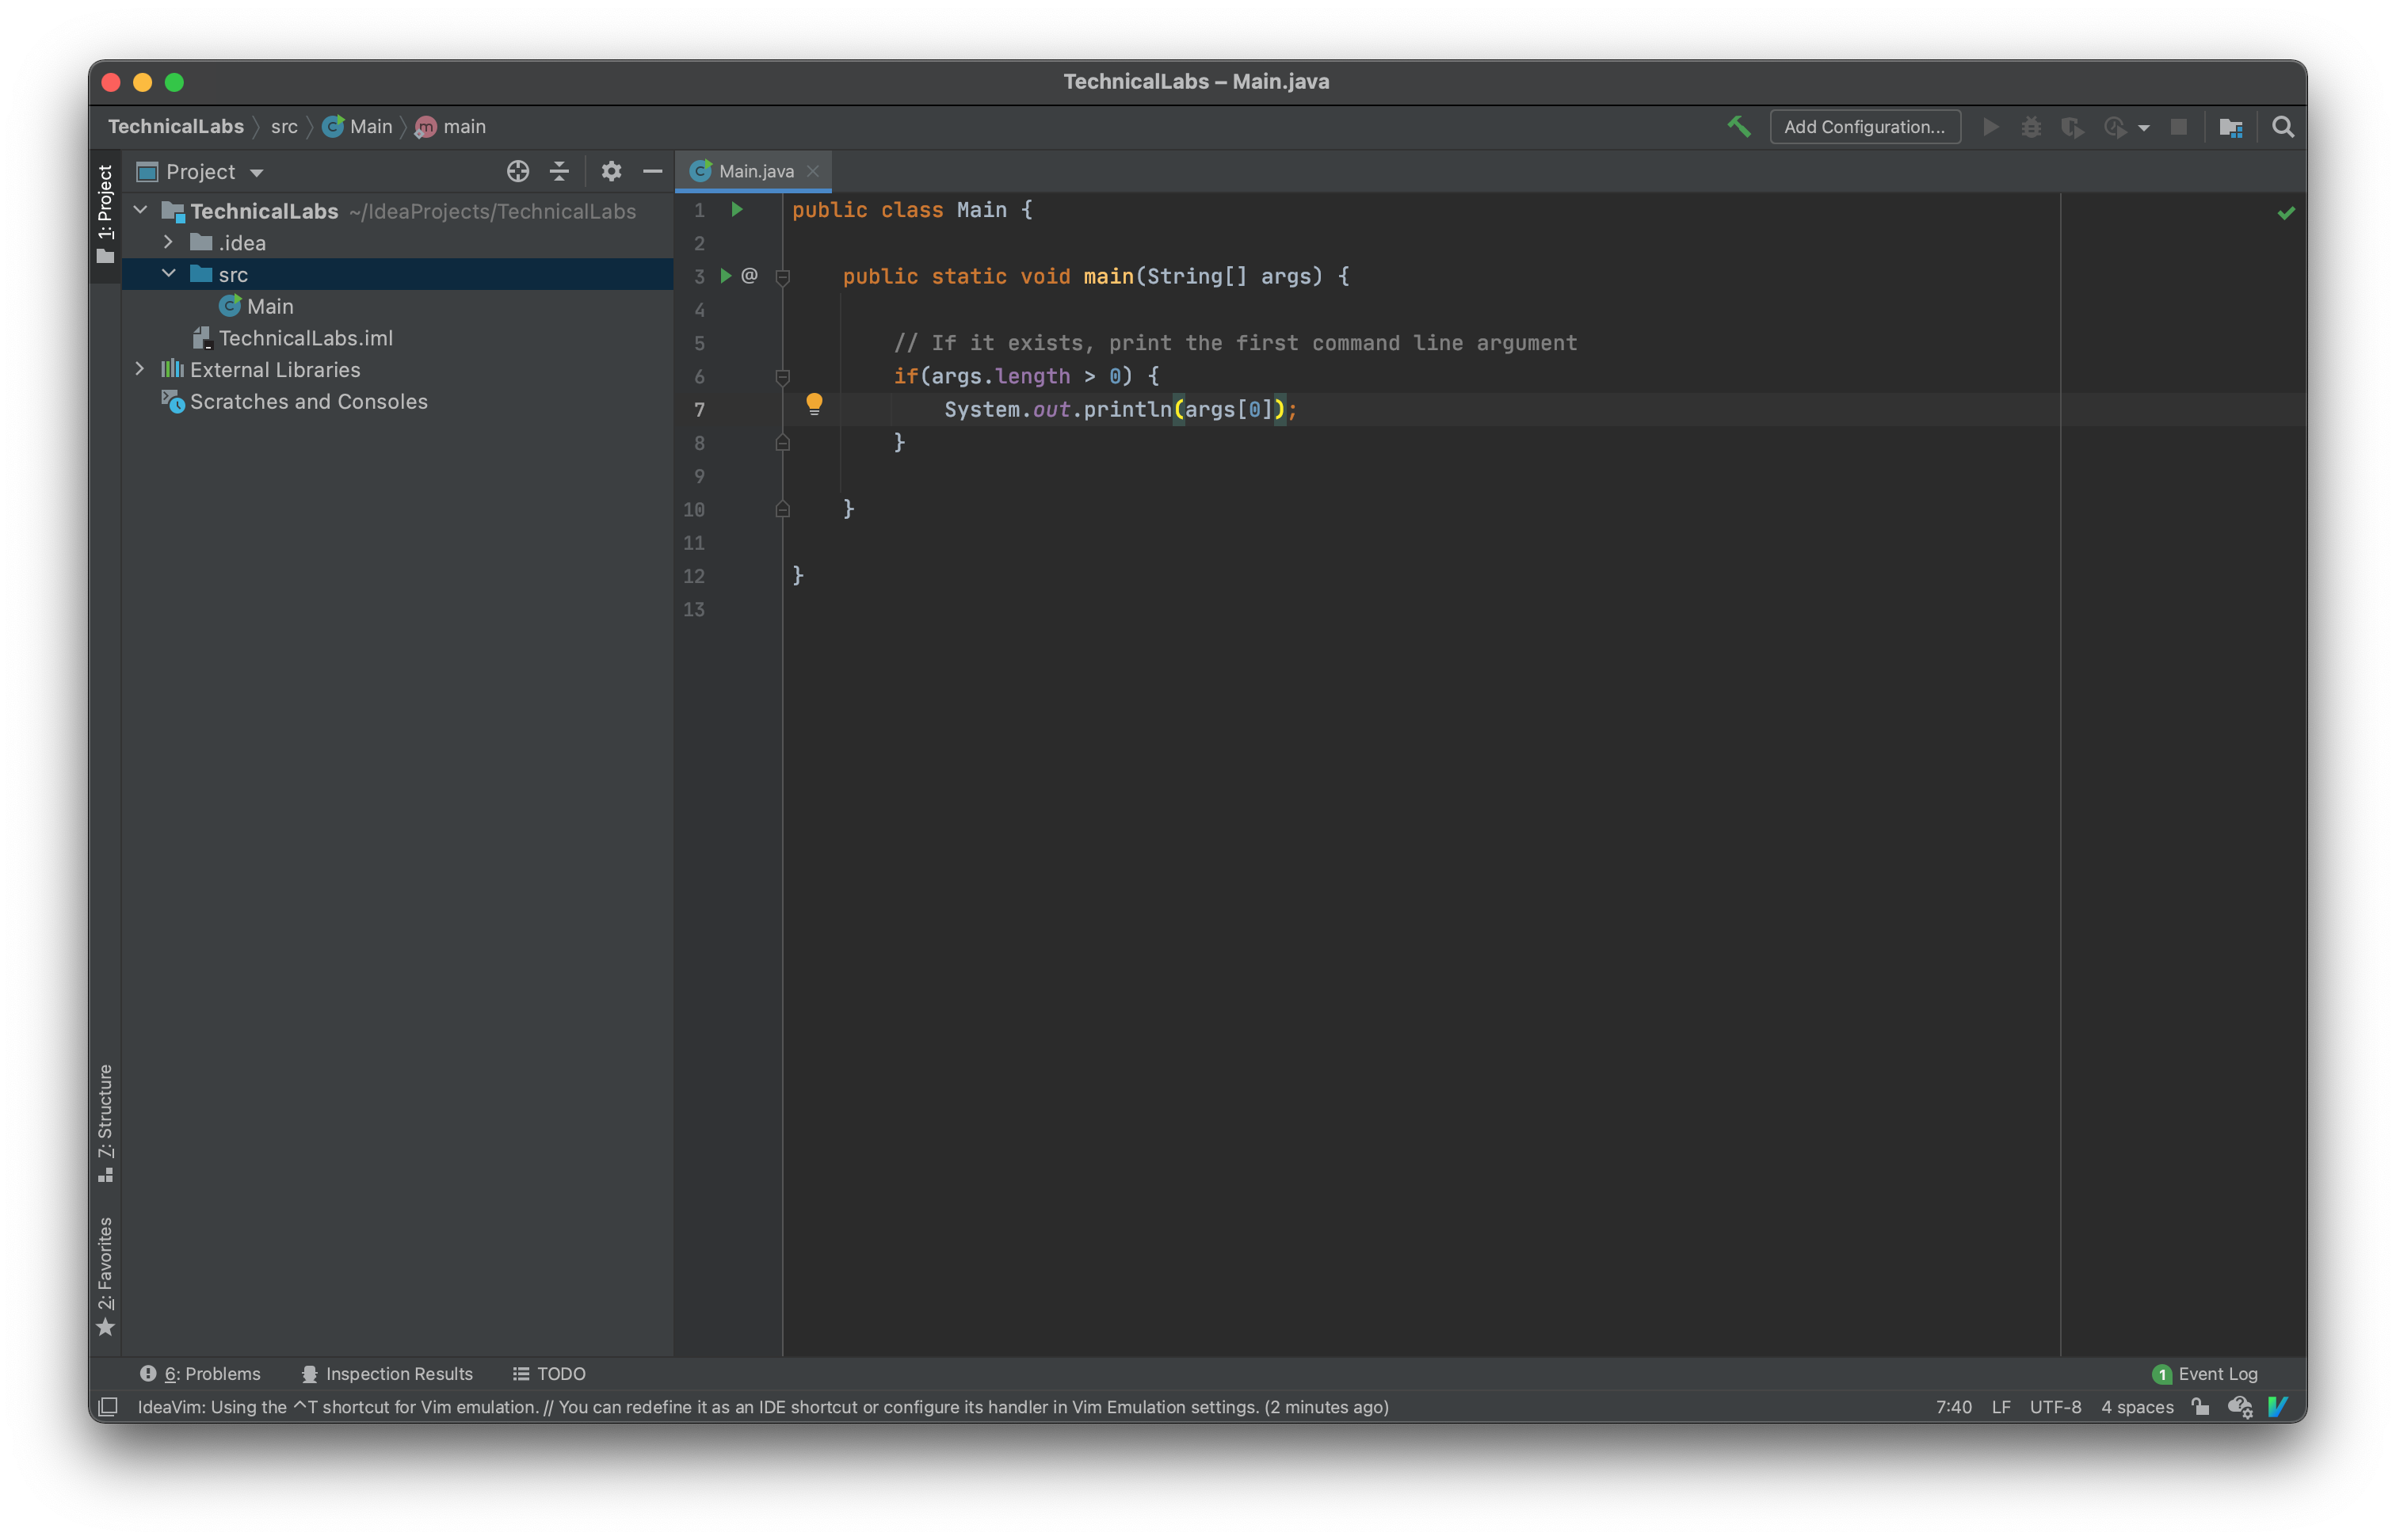 TechnicalLabs – Main.java
TechnicalLabs src Main main
Add Configuration...
1: Project
Project
TechnicalLabs ~/IdeaProjects/TechnicalLabs
.idea
src
Main
TechnicalLabs.iml
External Libraries
Scratches and Consoles
7: Structure
2: Favorites
Main.java
1 public class Main {
2
3 @ public static void main(String[] args) {
4
5 // If it exists, print the first command line argument
6 if(args.length > 0) {
7 System.out.println(args[0]);
8 }
9
10 }
11
12 }
13
6: Problems Inspection Results TODO
1 Event Log
IdeaVim: Using the ^T shortcut for Vim emulation. // You can redefine it as an IDE shortcut or configure its handler in Vim Emulation settings. (2 minutes ago)
7:40 LF UTF-8 4 spaces